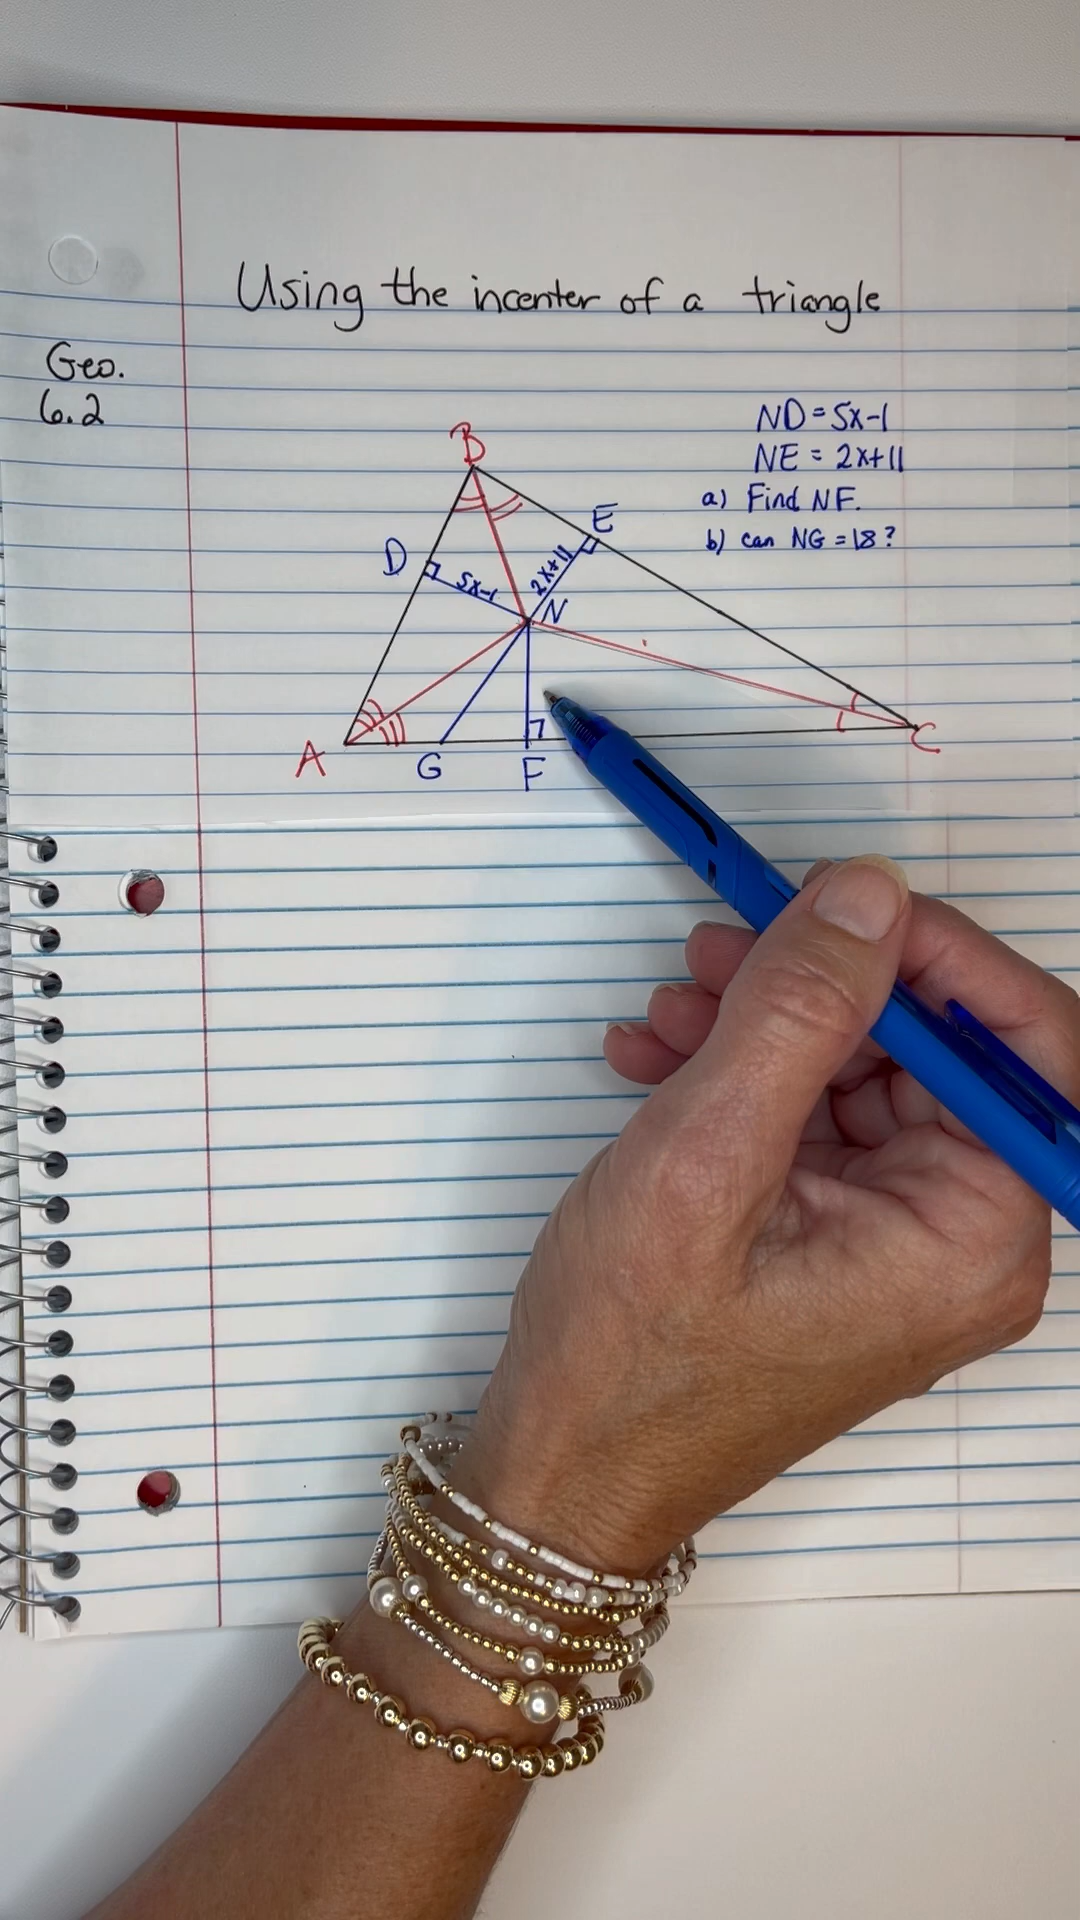 Using the incenter of a triangle
Geo.
6.2
ND = 5x-1
NE = 2x+11
a) Find NF.
b) can NG = 18?
B
E
D
5x-1
2x+11
N
A
G
F
C